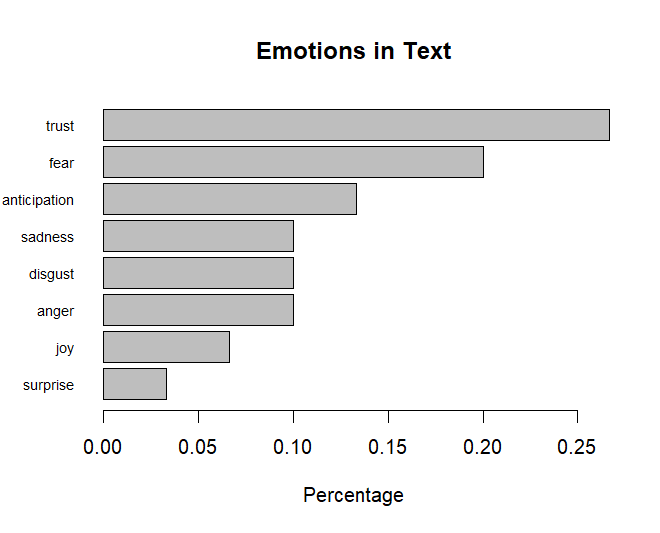 Emotions in Text
trust
fear
anticipation
sadness
disgust
anger
joy
surprise
0.00 0.05 0.10 0.15 0.20 0.25
Percentage